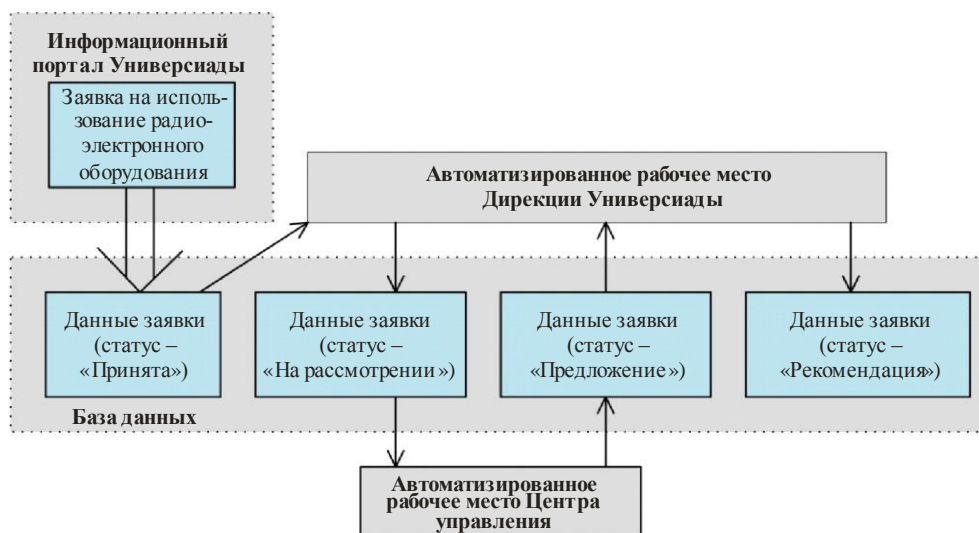 Информационный
портал Универсиады
Заявка на исполь-
зование радио-
электронного
оборудования
Автоматизированное рабочее место
Дирекции Универсиады
Данные заявки
(статус –
«Принята»)
Данные заявки
(статус –
«На рассмотрении»)
Данные заявки
(статус –
«Предложение»)
Данные заявки
(статус –
«Рекомендация»)
База данных
Автоматизированное
рабочее место Центра
управления